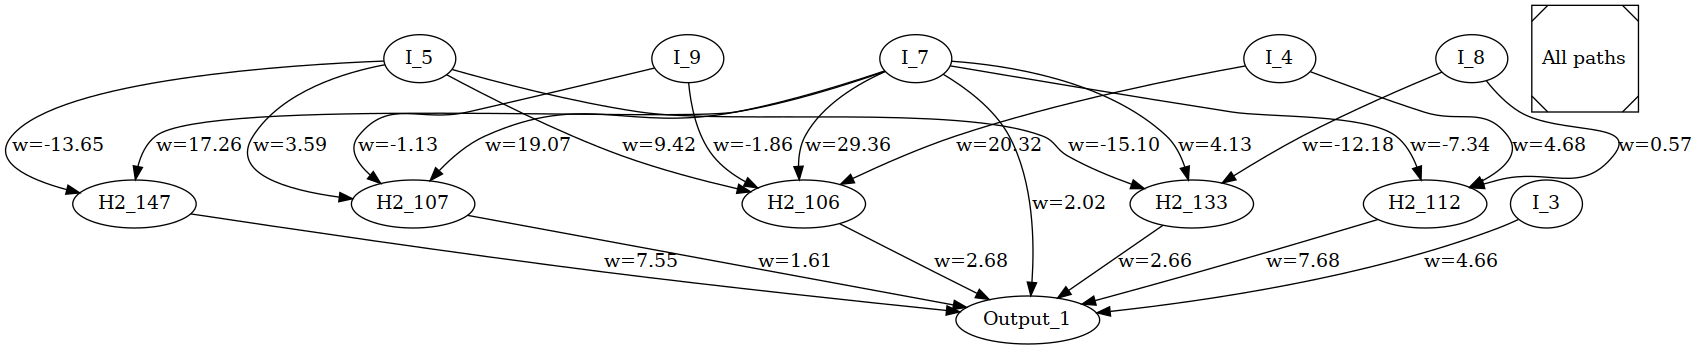 I_5
I_9
I_7
I_4
I_8
All paths
w=-13.65
w=17.26
w=3.59
w=-1.13
w=19.07
w=9.42
w=-1.86
w=29.36
w=20.32
w=-15.10
w=4.13
w=-12.18
w=-7.34
w=4.68
w=0.57
H2_147
H2_107
H2_106
w=2.02
H2_133
H2_112
I_3
w=7.55
w=1.61
w=2.68
w=2.66
w=7.68
w=4.66
Output_1